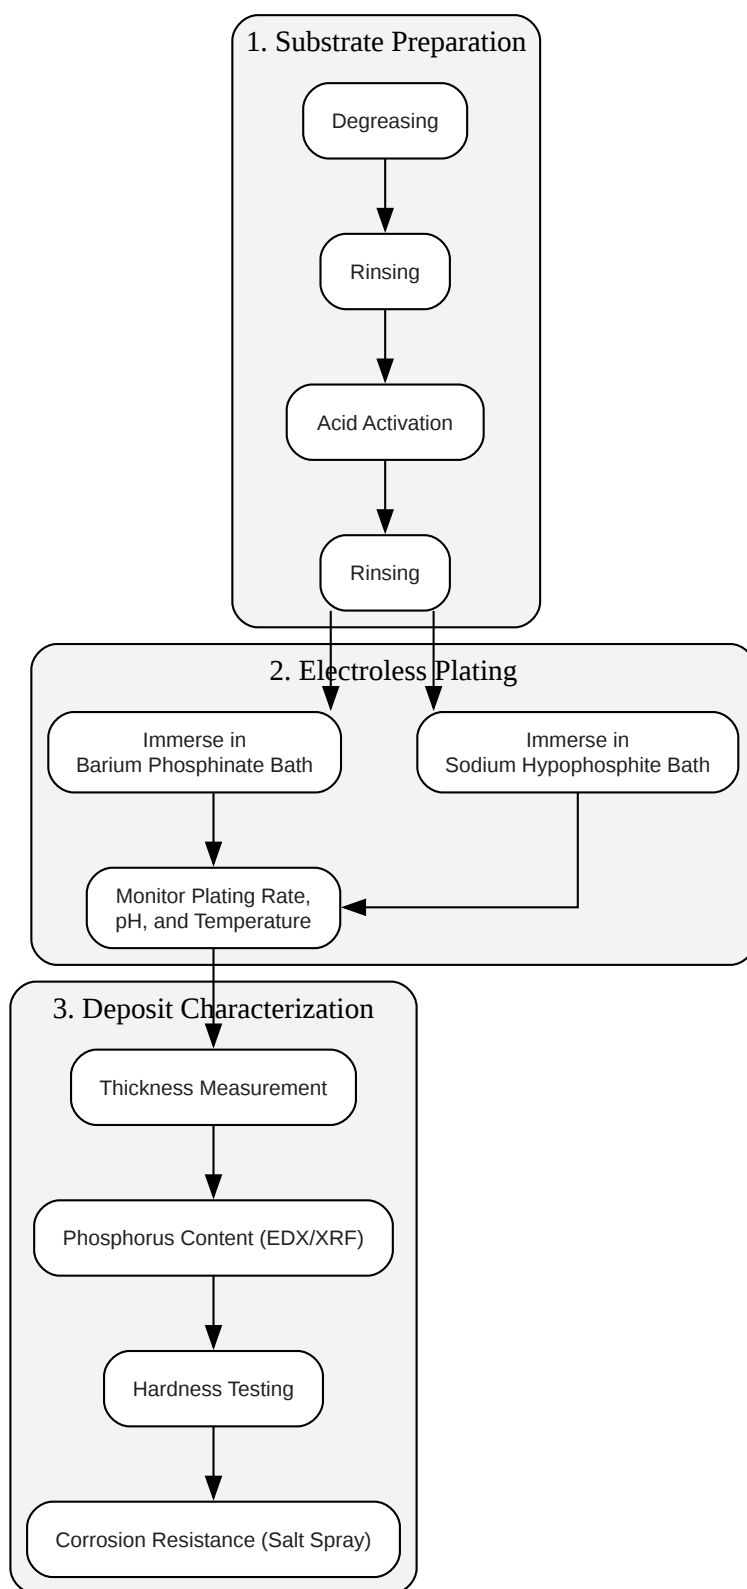 1. Substrate Preparation
Degreasing
Rinsing
Acid Activation
Rinsing
2. Electroless Plating
Immerse in
Barium Phosphinate Bath
Immerse in
Sodium Hypophosphite Bath
Monitor Plating Rate,
pH, and Temperature
3. Deposit Characterization
Thickness Measurement
Phosphorus Content (EDX/XRF)
Hardness Testing
Corrosion Resistance (Salt Spray)